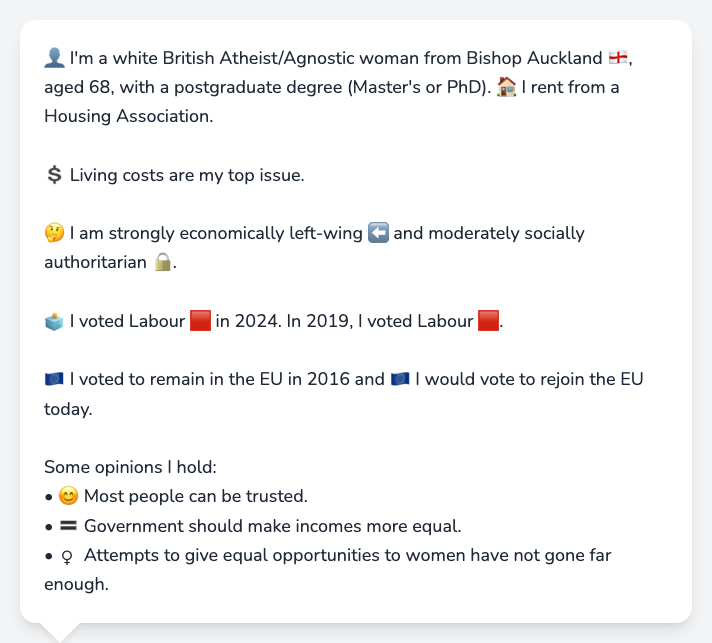 👤 I'm a white British Atheist/Agnostic woman from Bishop Auckland 🏴󠁧󠁢󠁥󠁮󠁧󠁿,
aged 68, with a postgraduate degree (Master's or PhD). 🏠 I rent from a
Housing Association.
💲 Living costs are my top issue.
🤔 I am strongly economically left-wing ⬅️ and moderately socially
authoritarian 🔒.
🗳️ I voted Labour 🟥 in 2024. In 2019, I voted Labour 🟥.
🇪🇺 I voted to remain in the EU in 2016 and 🇪🇺 I would vote to rejoin the EU
today.
Some opinions I hold:
• 😊 Most people can be trusted.
• 🟰 Government should make incomes more equal.
• ♀ Attempts to give equal opportunities to women have not gone far
enough.